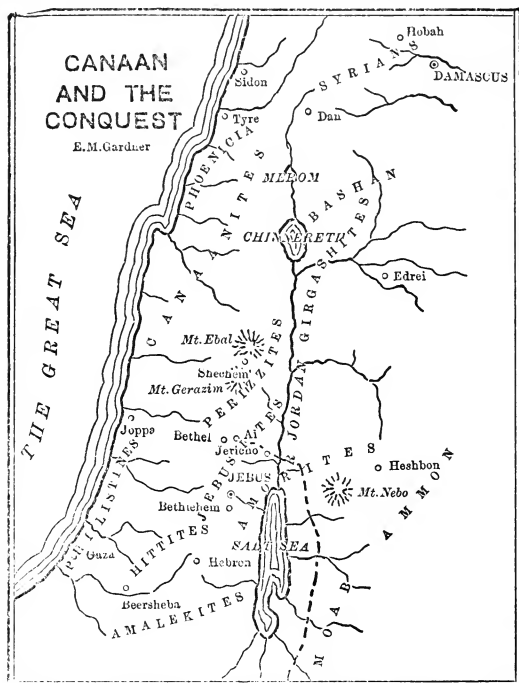 CANAAN
AND THE
CONQUEST
E.M.Gardner
Hobah
DAMASCUS
SYRIANS
Sidon
Tyre
Dan
PHOENICIA
MEROM
BASHAN
CHINNERETH
CANAANITES
GIRGASHITES
THE GREAT SEA
Edrei
Mt. Ebal
Shechem
Mt. Gerazim
PERIZZITES
R JORDAN
Joppa
Bethel
Ai
Jericho
JEBUSITES
AMORITES
Heshbon
JEBUS
Mt. Nebo
AMMON
Bethlehem
PHILISTINES
HITTITES
SALT SEA
Gaza
Hebron
Beersheba
AMALEKITES
MOAB